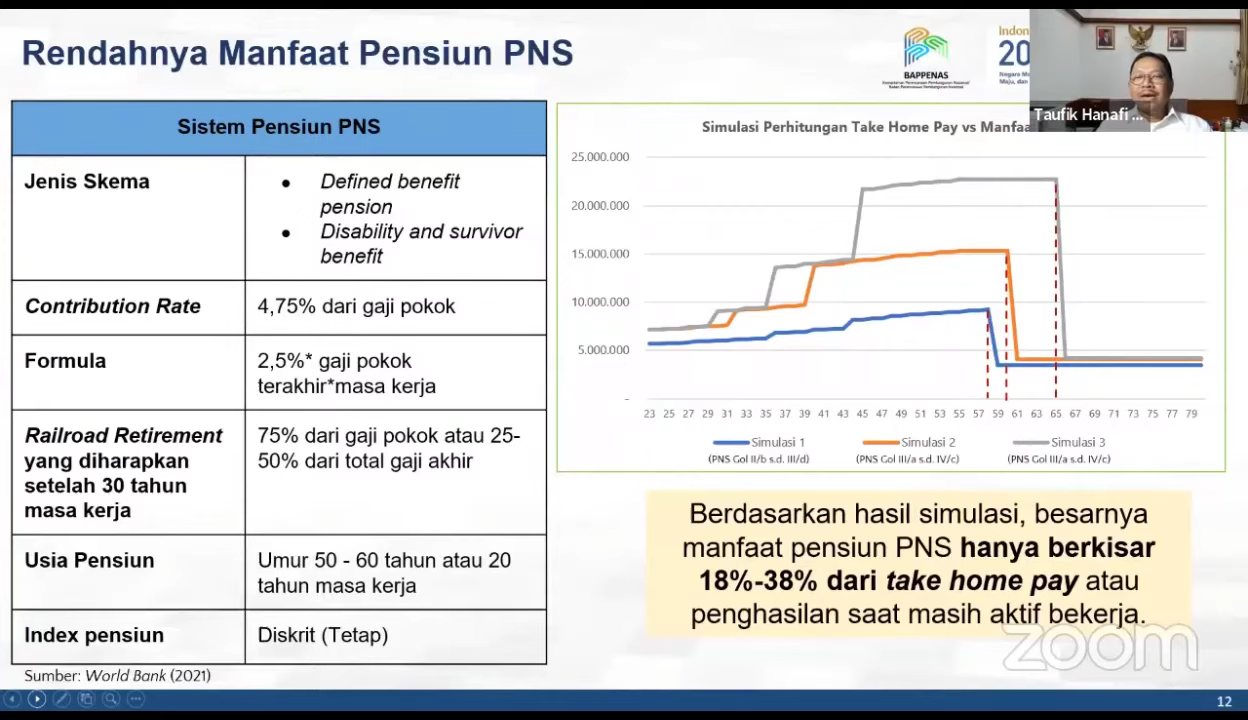 Rendahnya Manfaat Pensiun PNS
BAPPENAS
Indon
20
Taufik Hanafi ...
Sistem Pensiun PNS
Jenis Skema
● Defined benefit
pension
● Disability and survivor
benefit
Contribution Rate
4,75% dari gaji pokok
Formula
2,5%* gaji pokok
terakhir*masa kerja
Railroad Retirement
yang diharapkan
setelah 30 tahun
masa kerja
75% dari gaji pokok atau 25-
50% dari total gaji akhir
Usia Pensiun
Umur 50 - 60 tahun atau 20
tahun masa kerja
Index pensiun
Diskrit (Tetap)
Sumber: World Bank (2021)
Simulasi Perhitungan Take Home Pay vs Manfaa
25.000.000
20.000.000
15.000.000
10.000.000
5.000.000
-
23 25 27 29 31 33 35 37 39 41 43 45 47 49 51 53 55 57 59 61 63 65 67 69 71 73 75 77 79
Simulasi 1 Simulasi 2 Simulasi 3
(PNS Gol II/b s.d. III/d) (PNS Gol III/a s.d. IV/c) (PNS Gol III/a s.d. IV/c)
Berdasarkan hasil simulasi, besarnya
manfaat pensiun PNS hanya berkisar
18%-38% dari take home pay atau
penghasilan saat masih aktif bekerja.
zoom
12